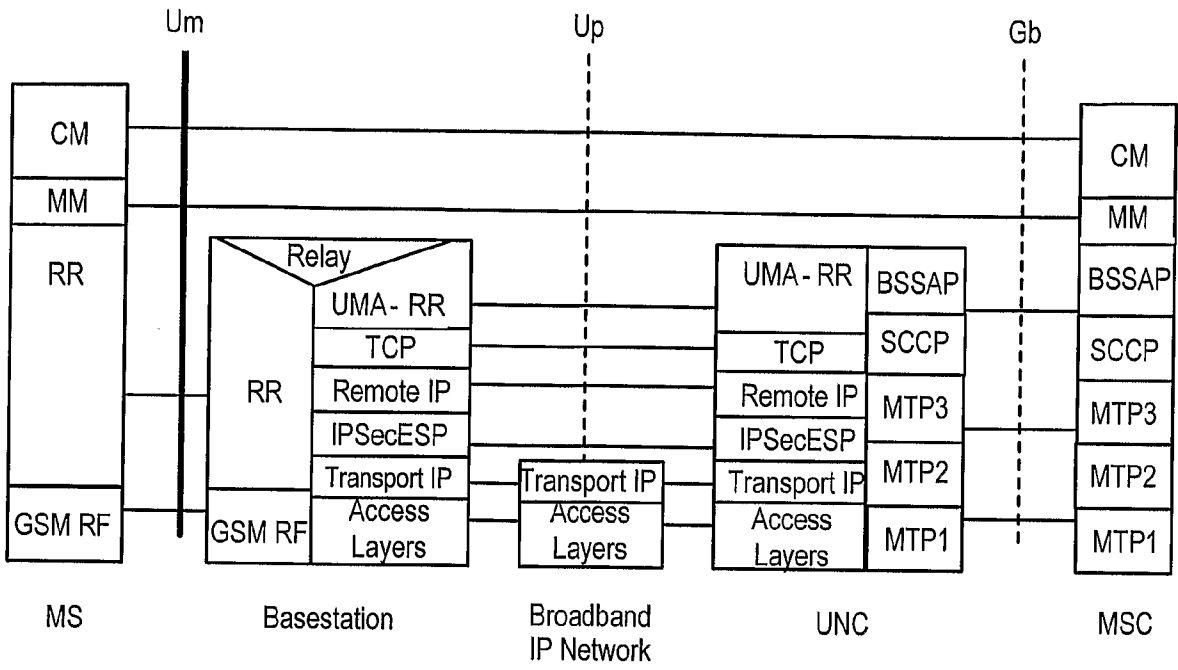 Um
Up
Gb
CM
MM
RR
GSM RF
MS
Relay
RR
GSM RF
UMA - RR
TCP
Remote IP
IPSecESP
Transport IP
Access
Layers
Basestation
Transport IP
Access
Layers
Broadband
IP Network
UMA - RR
TCP
Remote IP
IPSecESP
Transport IP
Access
Layers
BSSAP
SCCP
MTP3
MTP2
MTP1
UNC
CM
MM
BSSAP
SCCP
MTP3
MTP2
MTP1
MSC